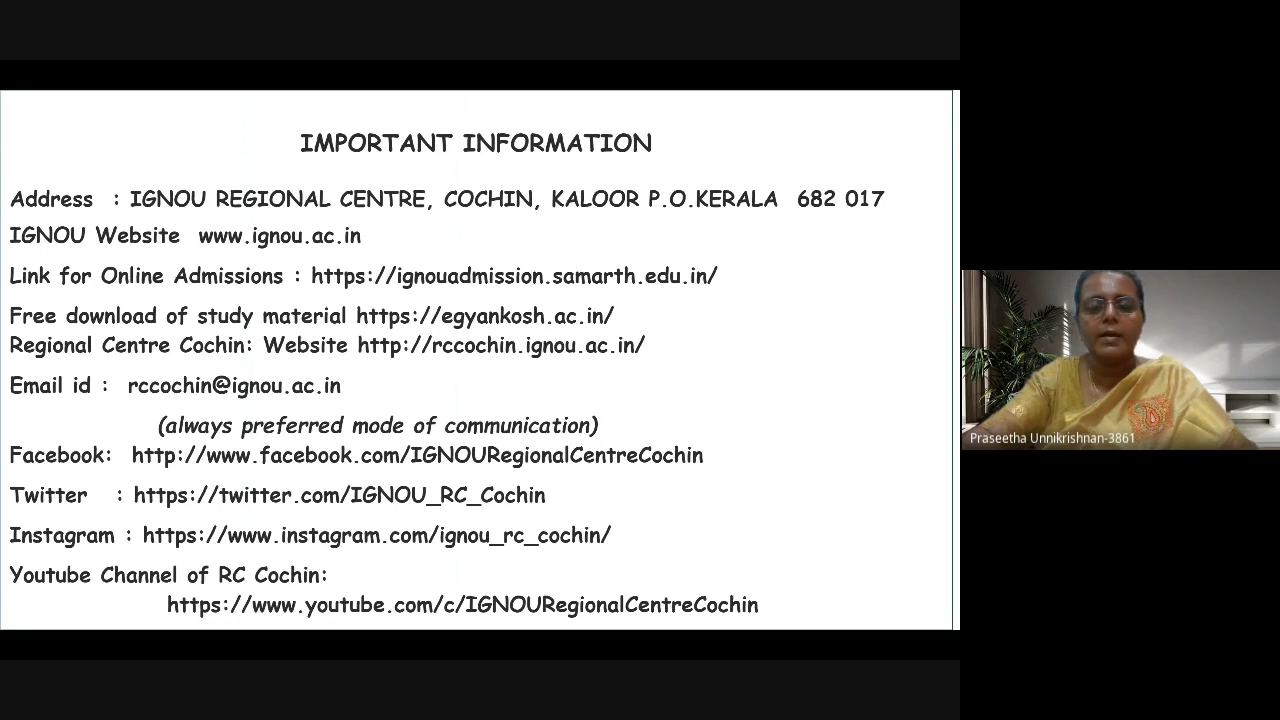 IMPORTANT INFORMATION
Address : IGNOU REGIONAL CENTRE, COCHIN, KALOOR P.O.KERALA 682 017
IGNOU Website www.ignou.ac.in
Link for Online Admissions : https://ignouadmission.samarth.edu.in/
Free download of study material https://egyankosh.ac.in/
Regional Centre Cochin: Website http://rccochin.ignou.ac.in/
Email id : rccochin@ignou.ac.in
(always preferred mode of communication)
Facebook: http://www.facebook.com/IGNOURegionalCentreCochin
Twitter : https://twitter.com/IGNOU_RC_Cochin
Instagram : https://www.instagram.com/ignou_rc_cochin/
Youtube Channel of RC Cochin:
https://www.youtube.com/c/IGNOURegionalCentreCochin
Praseetha Unnikrishnan-3861